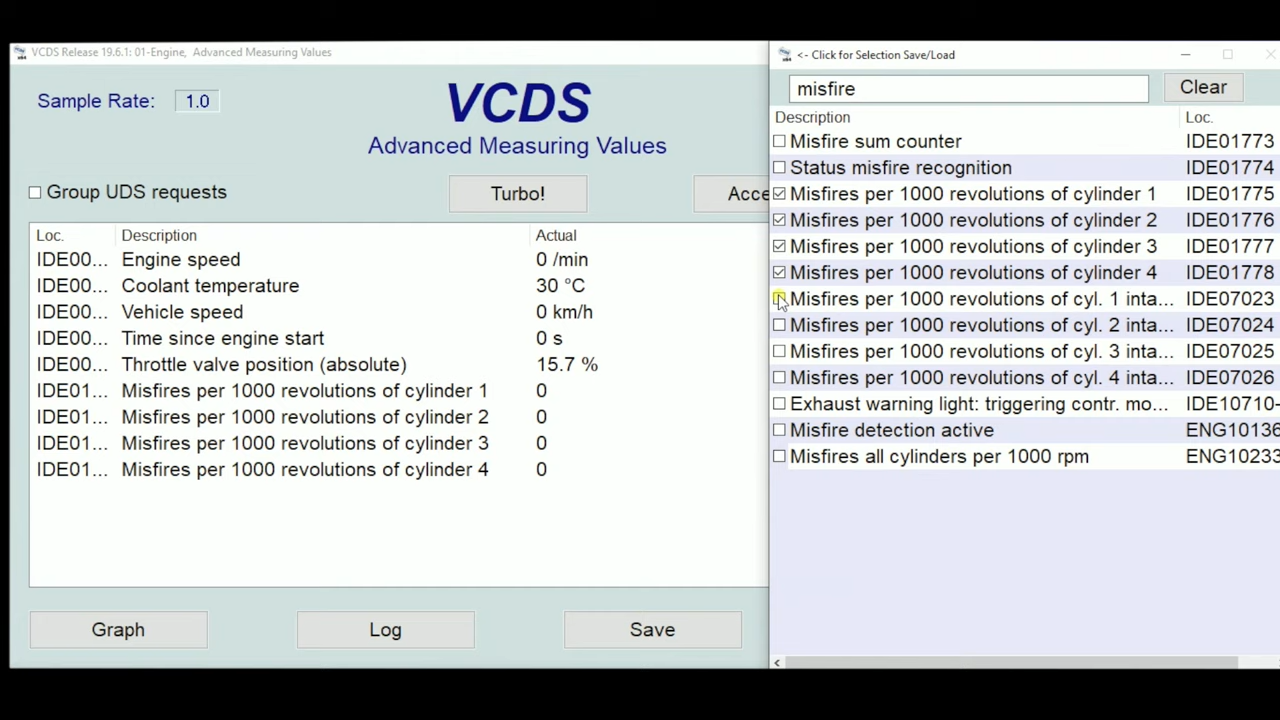 VCDS Release 19.6.1: 01-Engine, Advanced Measuring Values
Sample Rate: 1.0
VCDS
Advanced Measuring Values
Group UDS requests
Turbo!
Acce
Loc. Description Actual
IDE00... Engine speed 0 /min
IDE00... Coolant temperature 30 °C
IDE00... Vehicle speed 0 km/h
IDE00... Time since engine start 0 s
IDE00... Throttle valve position (absolute) 15.7 %
IDE01... Misfires per 1000 revolutions of cylinder 1 0
IDE01... Misfires per 1000 revolutions of cylinder 2 0
IDE01... Misfires per 1000 revolutions of cylinder 3 0
IDE01... Misfires per 1000 revolutions of cylinder 4 0
Graph
Log
Save
<- Click for Selection Save/Load
misfire
Clear
Description Loc.
Misfire sum counter IDE01773
Status misfire recognition IDE01774
Misfires per 1000 revolutions of cylinder 1 IDE01775
Misfires per 1000 revolutions of cylinder 2 IDE01776
Misfires per 1000 revolutions of cylinder 3 IDE01777
Misfires per 1000 revolutions of cylinder 4 IDE01778
Misfires per 1000 revolutions of cyl. 1 inta... IDE07023
Misfires per 1000 revolutions of cyl. 2 inta... IDE07024
Misfires per 1000 revolutions of cyl. 3 inta... IDE07025
Misfires per 1000 revolutions of cyl. 4 inta... IDE07026
Exhaust warning light: triggering contr. mo... IDE10710-
Misfire detection active ENG10136
Misfires all cylinders per 1000 rpm ENG10233